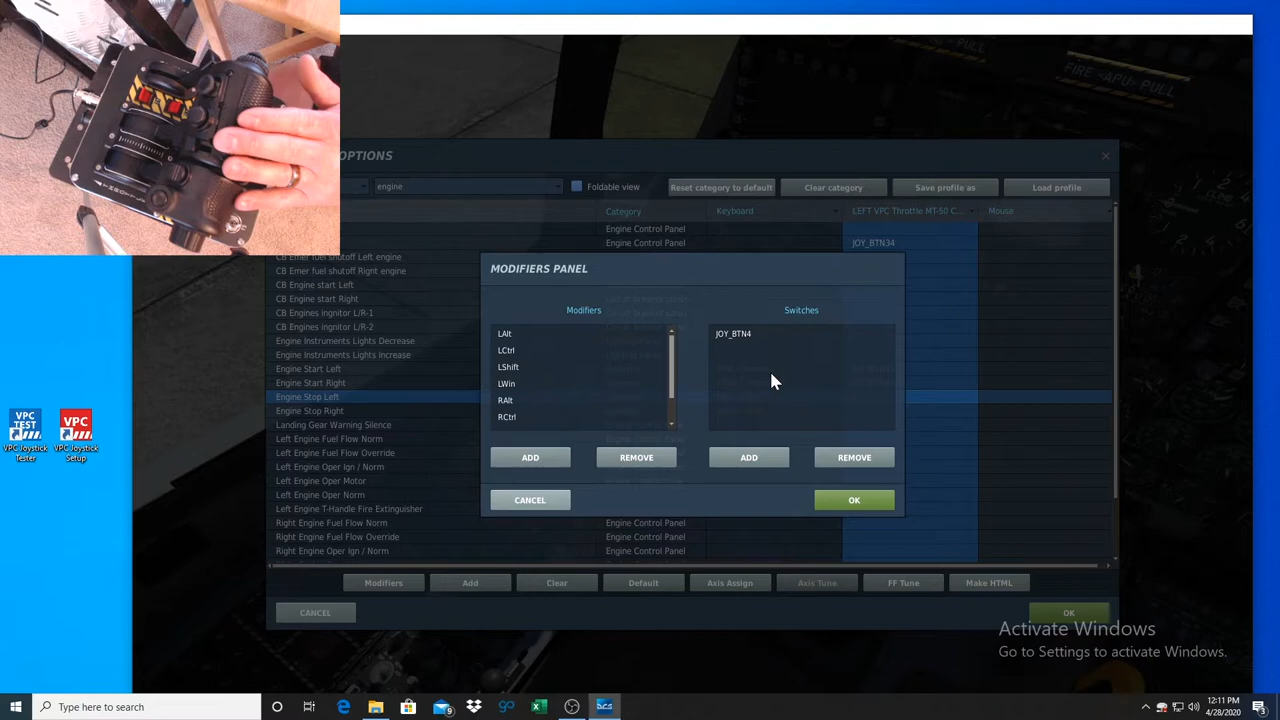 PULL
FIRE <APU> PULL
OPTIONS
engine
Foldable view
Reset category to default
Clear category
Save profile as
Load profile
Category
Keyboard
LEFT VPC Throttle MT-50 C...
Mouse
Engine Control Panel
Engine Control Panel
JOY_BTN34
CB Emer fuel shutoff Left engine
CB Emer fuel shutoff Right engine
CB Engine start Left
CB Engine start Right
CB Engines ingnitor L/R-1
CB Engines ingnitor L/R-2
Engine Instruments Lights Decrease
Engine Instruments Lights Increase
Engine Start Left
Engine Start Right
Engine Stop Left
Engine Stop Right
Landing Gear Warning Silence
Left Engine Fuel Flow Norm
Left Engine Fuel Flow Override
Left Engine Oper Ign / Norm
Left Engine Oper Motor
Left Engine Oper Norm
Left Engine T-Handle Fire Extinguisher
Right Engine Fuel Flow Norm
Engine Control Panel
Right Engine Fuel Flow Override
Engine Control Panel
Right Engine Oper Ign / Norm
Engine Control Panel
MODIFIERS PANEL
Modifiers
Switches
LAlt
LCtrl
LShift
LWin
RAlt
RCtrl
JOY_BTN4
ADD
REMOVE
ADD
REMOVE
CANCEL
OK
Modifiers
Add
Clear
Default
Axis Assign
Axis Tune
FF Tune
Make HTML
CANCEL
OK
VPC
TEST
VPC Joystick
Tester
VPC
VPC Joystick
Setup
Activate Windows
Go to Settings to activate Windows.
Type here to search
9
DCS
12:11 PM
4/28/2020
3